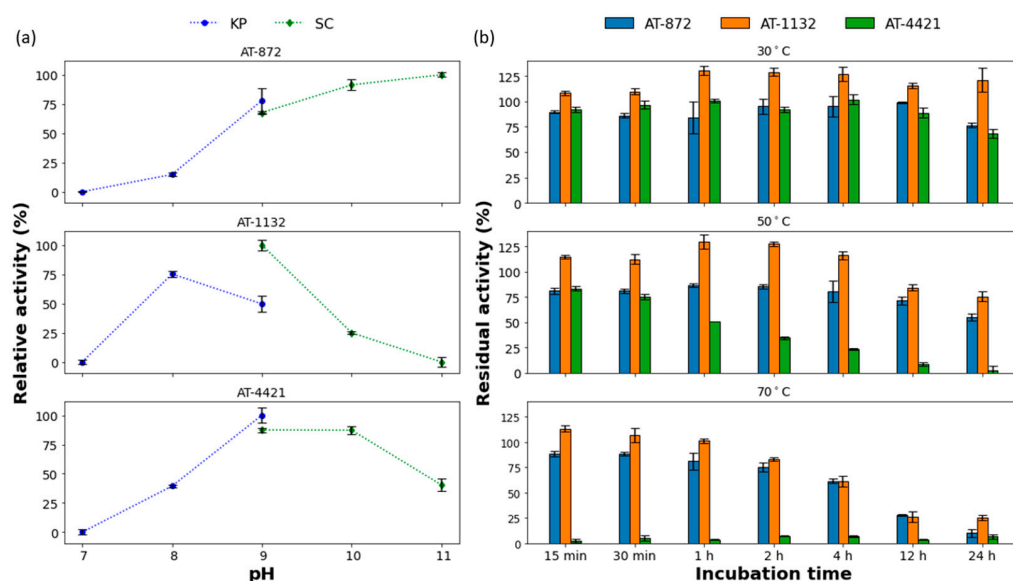 KP SC
(a)
AT-872
100
75
50
25
0
AT-1132
100
75
50
25
0
AT-4421
100
75
50
25
0
7 8 9 10 11
pH
Relative activity (%)
AT-872 AT-1132 AT-4421
(b)
30°C
125
100
75
50
25
0
50°C
125
100
75
50
25
0
70°C
125
100
75
50
25
0
15 min 30 min 1 h 2 h 4 h 12 h 24 h
Incubation time
Residual activity (%)